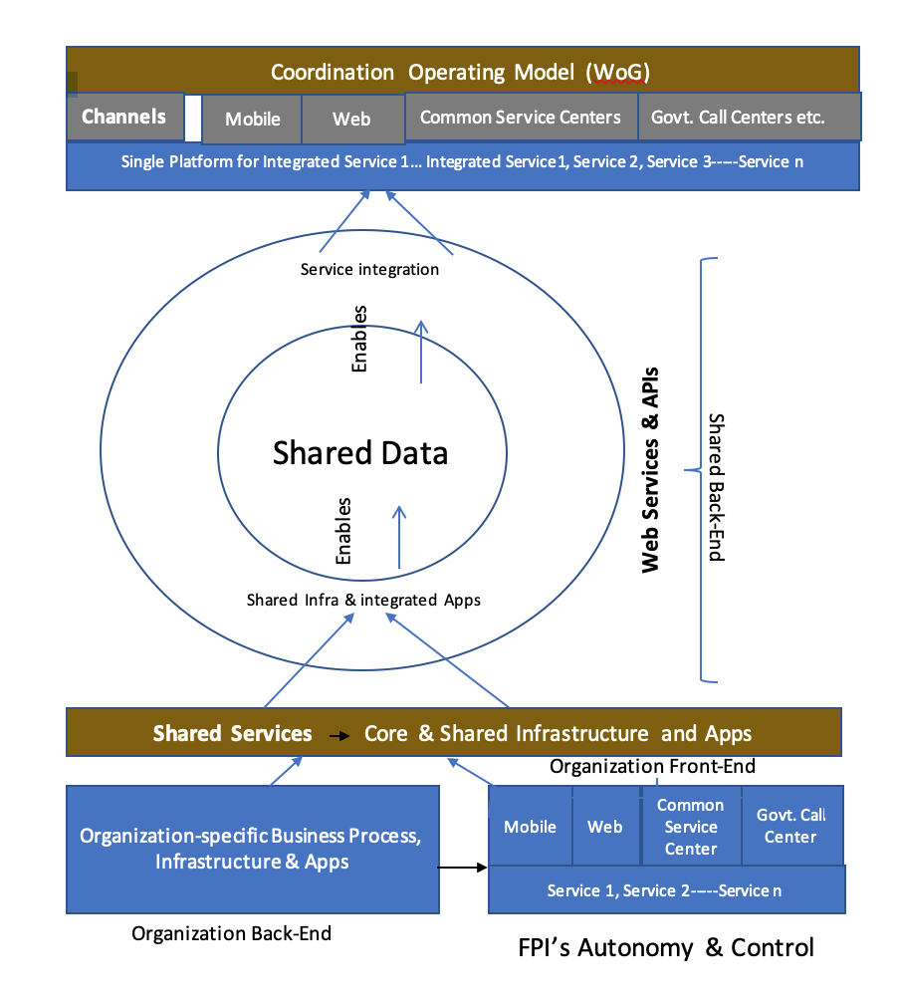 Coordination Operating Model (WoG)
Channels
Mobile
Web
Common Service Centers
Govt. Call Centers etc.
Single Platform for Integrated Service 1... Integrated Service1, Service 2, Service 3-----Service n
Service integration
Enables
Shared Data
Enables
Shared Infra & integrated Apps
Web Services & APIs
Shared Back-End
Shared Services → Core & Shared Infrastructure and Apps
Organization Front-End
Organization-specific Business Process,
Infrastructure & Apps
Mobile
Web
Common
Service
Center
Govt. Call
Center
Service 1, Service 2-----Service n
Organization Back-End
FPI’s Autonomy & Control